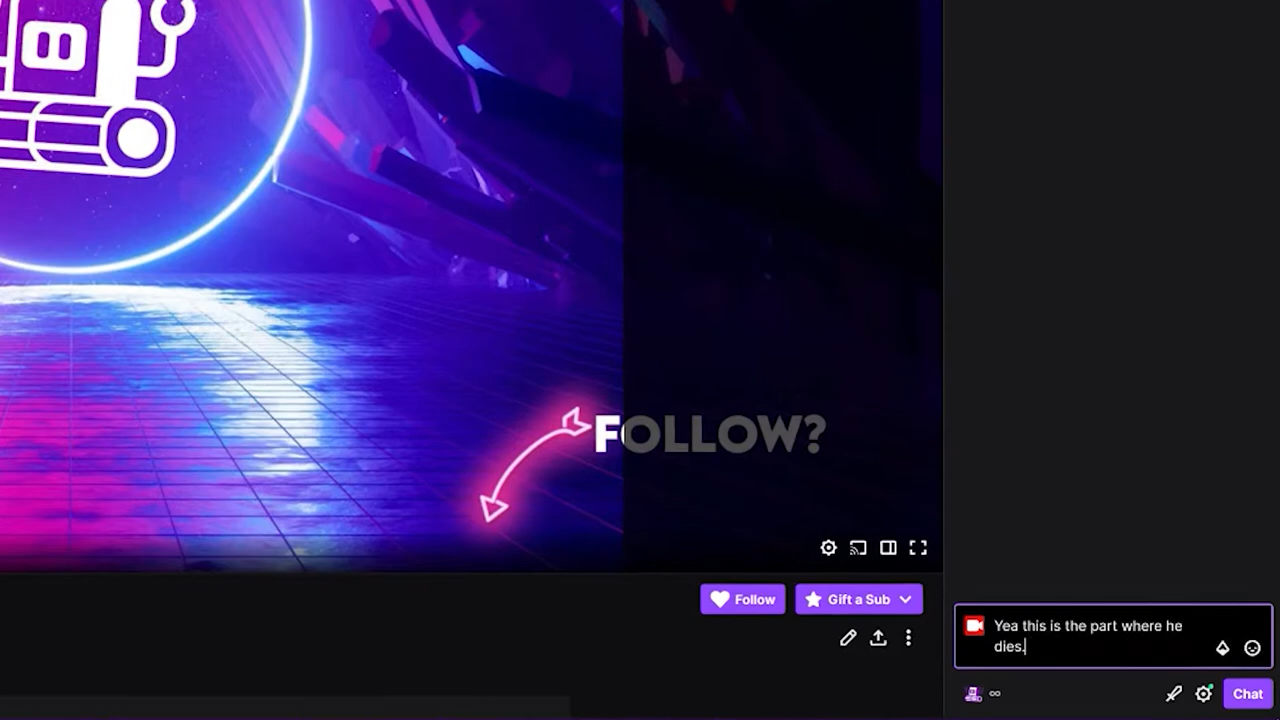 FOLLOW?
Follow
Gift a Sub
Yea this is the part where he
dies.
Chat